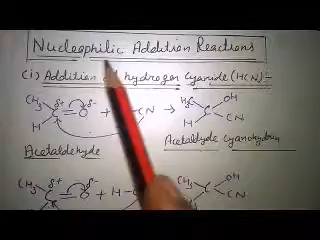 Nucleophilic Addition Reactions
(i) Addition of hydrogen Cyanide (HCN)-
CH3 δ+ δ- C=O + CN → H3C C OH
H H CN
Acetaldehyde Acetaldehyde Cyanohydrin
CH3 δ+ δ- C=O + H-C CH3 C OH
CN